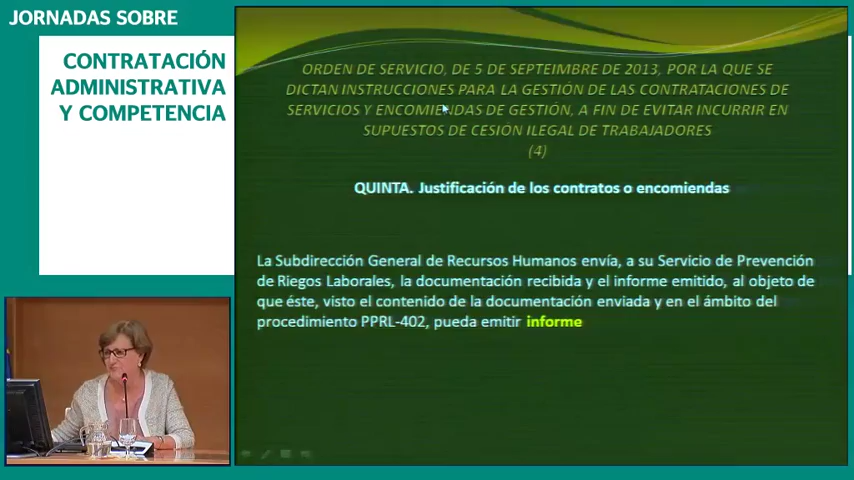 JORNADAS SOBRE
CONTRATACIÓN
ADMINISTRATIVA
Y COMPETENCIA
ORDEN DE SERVICIO, DE 5 DE SEPTEIMBRE DE 2013, POR LA QUE SE
DICTAN INSTRUCCIONES PARA LA GESTIÓN DE LAS CONTRATACIONES DE
SERVICIOS Y ENCOMIENDAS DE GESTIÓN, A FIN DE EVITAR INCURRIR EN
SUPUESTOS DE CESIÓN ILEGAL DE TRABAJADORES
(4)
QUINTA. Justificación de los contratos o encomiendas
La Subdirección General de Recursos Humanos envía, a su Servicio de Prevención
de Riegos Laborales, la documentación recibida y el informe emitido, al objeto de
que éste, visto el contenido de la documentación enviada y en el ámbito del
procedimiento PPRL-402, pueda emitir informe